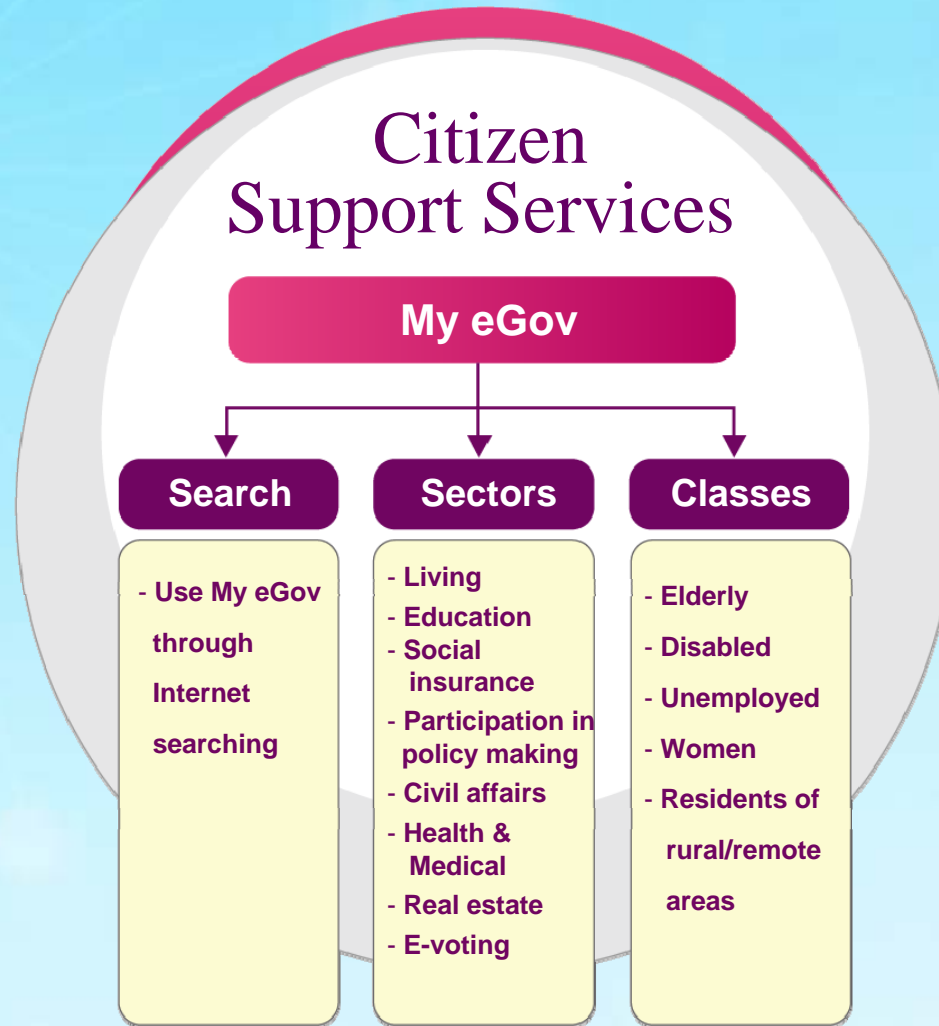 Citizen
Support Services
My eGov
Search
- Use My eGov
through
Internet
searching
Sectors
- Living
- Education
- Social
insurance
- Participation in
policy making
- Civil affairs
- Health &
Medical
- Real estate
- E-voting
Classes
- Elderly
- Disabled
- Unemployed
- Women
- Residents of
rural/remote
areas